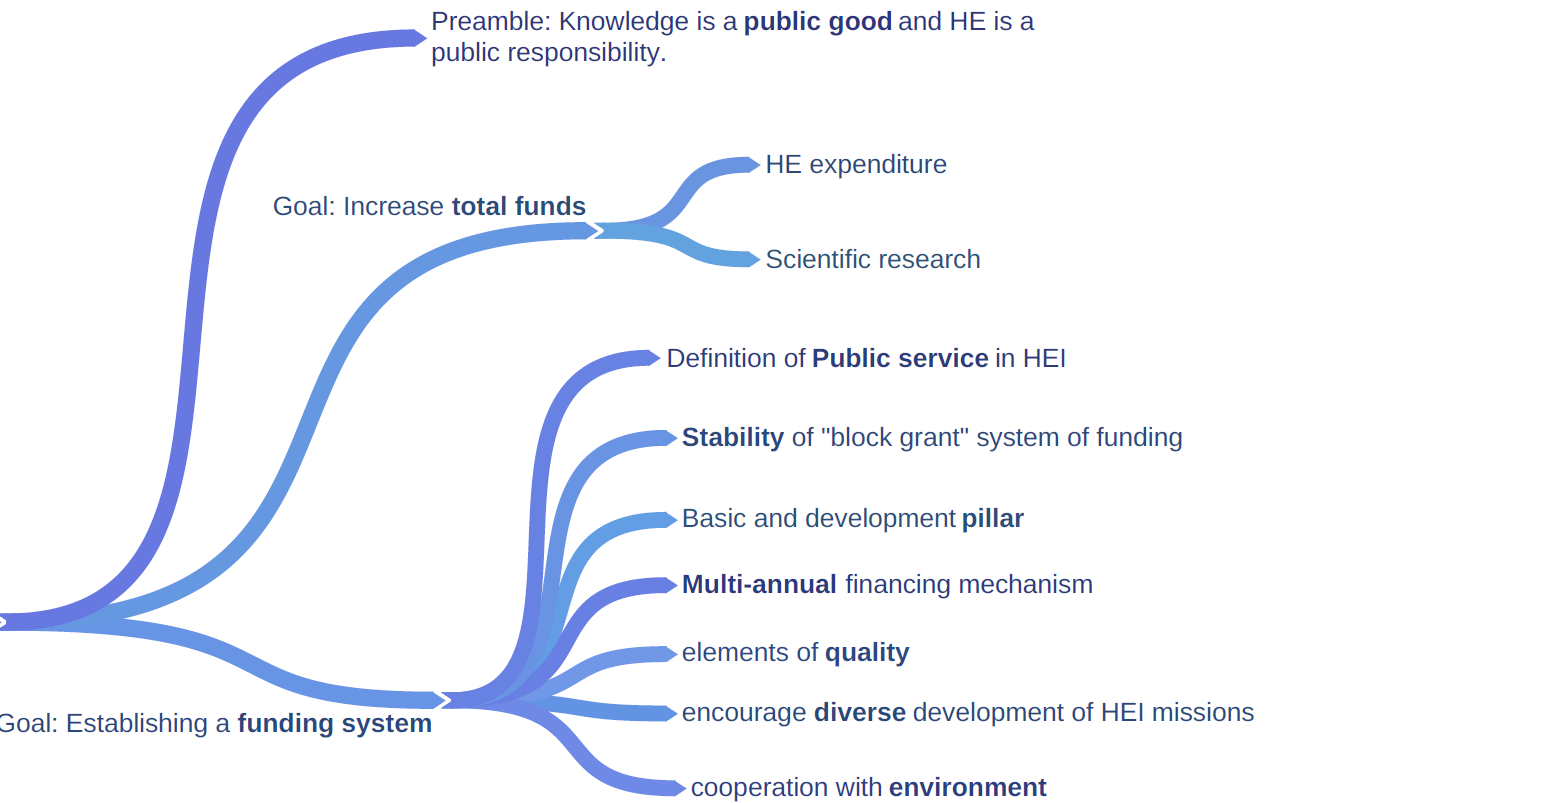 Preamble: Knowledge is a public good and HE is a
public responsibility.
HE expenditure
Goal: Increase total funds
Scientific research
Definition of Public service in HEI
Stability of "block grant" system of funding
Basic and development pillar
Multi-annual financing mechanism
elements of quality
encourage diverse development of HEI missions
Goal: Establishing a funding system
cooperation with environment